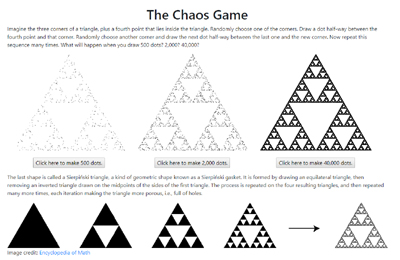 The Chaos Game
Imagine the three corners of a triangle, plus a fourth point that lies inside the triangle. Randomly choose one of the corners. Draw a dot half-way between the
fourth point and that corner. Randomly choose another corner and draw the next dot half-way between the last one and the new corner. Now repeat this
sequence many times. What will happen when you draw 500 dots? 2,000? 40,000?
Click here to make 500 dots.
Click here to make 2,000 dots.
Click here to make 40,000 dots.
The last shape is called a Sierpiński triangle, a kind of geometric shape known as a Sierpiński gasket. It is formed by drawing an equilateral triangle, then
removing an inverted triangle drawn on the midpoints of the sides of the first triangle. The process is repeated on the four resulting triangles, and then repeated
many more times, each iteration making the triangle more porous, i.e., full of holes.
Image credit: Encyclopedia of Math